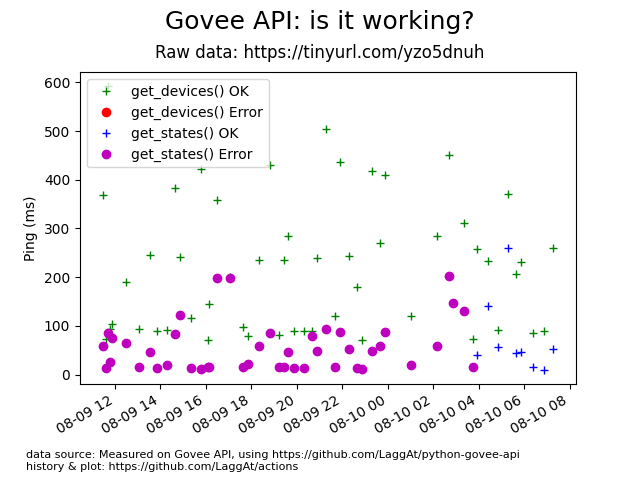 Govee API: is it working?
Raw data: https://tinyurl.com/yzo5dnuh
600
500
400
300
200
100
0
Ping (ms)
get_devices() OK
get_devices() Error
get_states() OK
get_states() Error
08-09 12
08-09 14
08-09 16
08-09 18
08-09 20
08-09 22
08-10 00
08-10 02
08-10 04
08-10 06
08-10 08
data source: Measured on Govee API, using https://github.com/LaggAt/python-govee-api
history & plot: https://github.com/LaggAt/actions